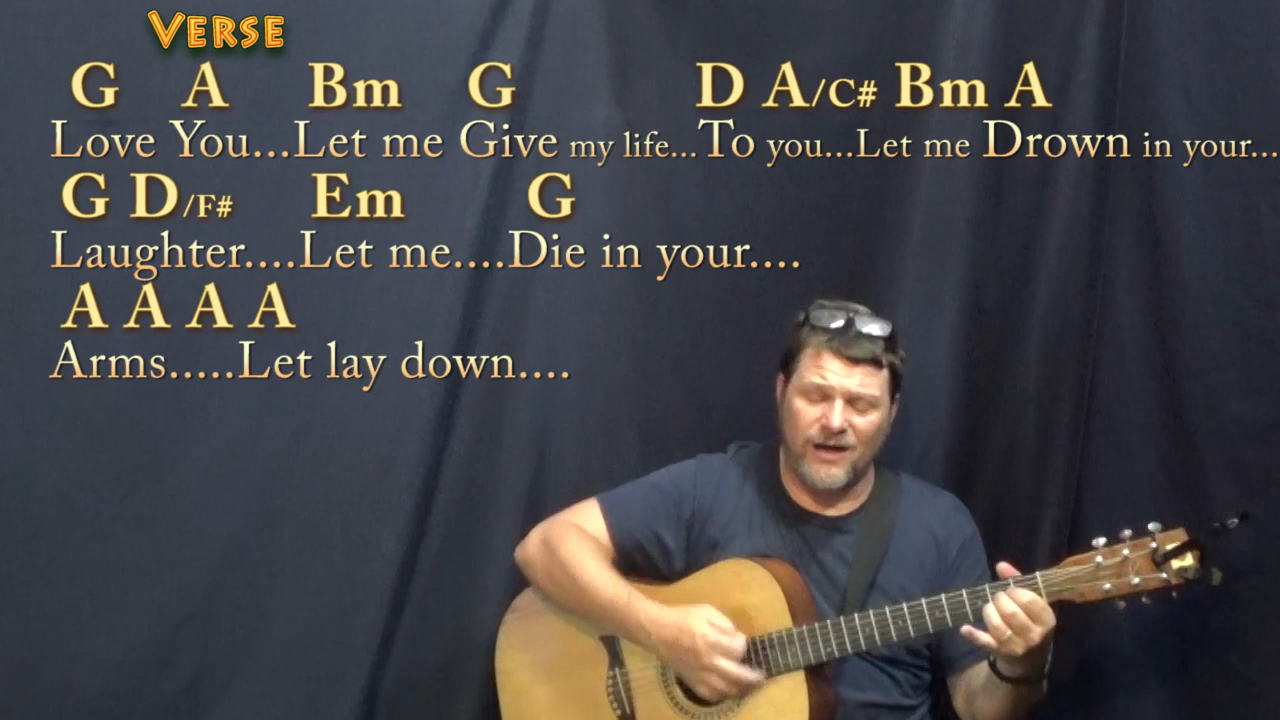 VERSE
G A Bm G D A/C# Bm A
Love You...Let me Give my life...To you...Let me Drown in your...
G D/F# Em G
Laughter....Let me....Die in your....
A A A A
Arms.....Let lay down....